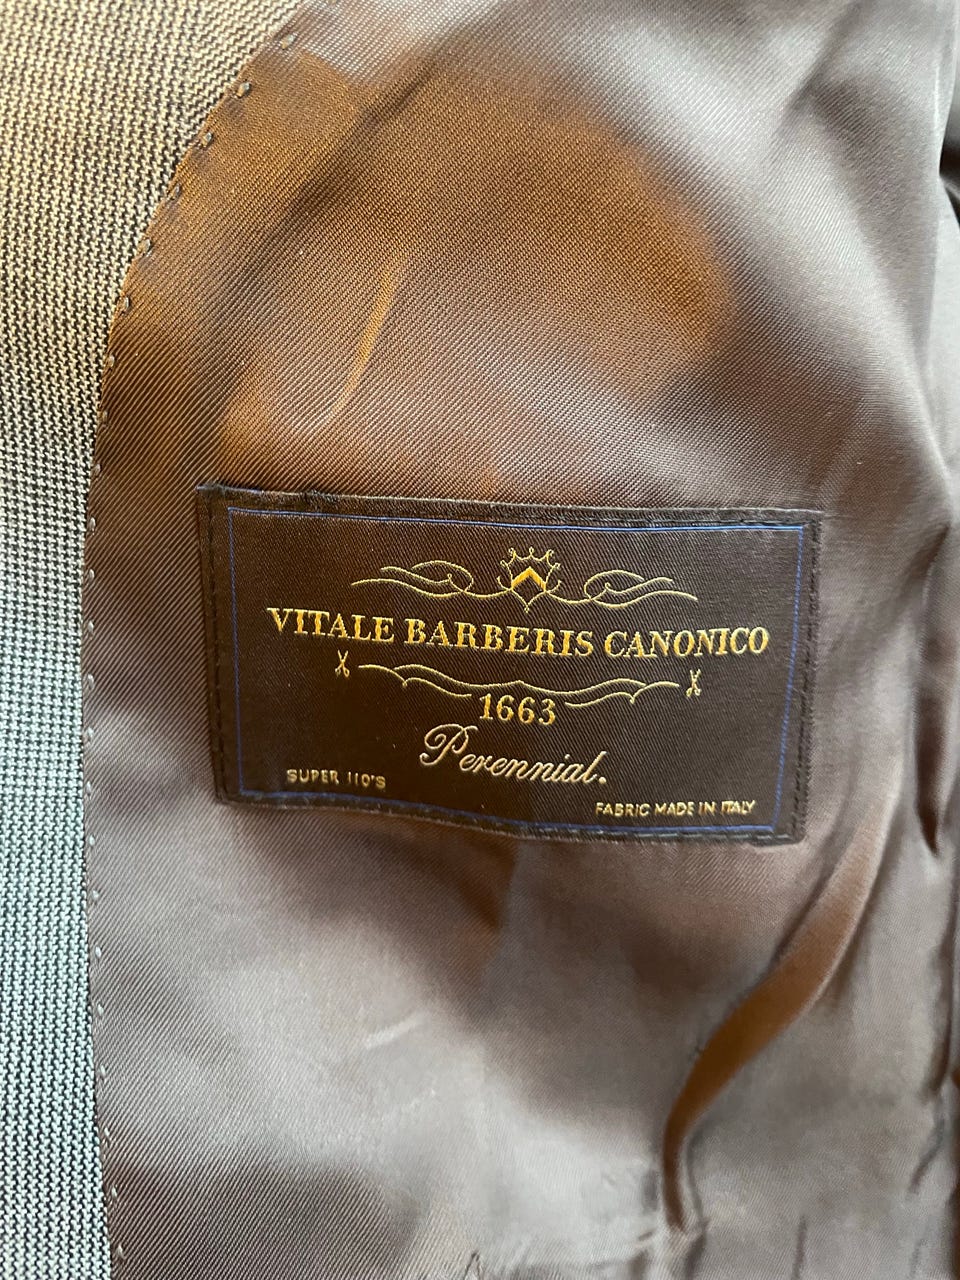 VITALE BARBERIS CANONICO
1663
Perennial.
SUPER 110'S
FABRIC MADE IN ITALY